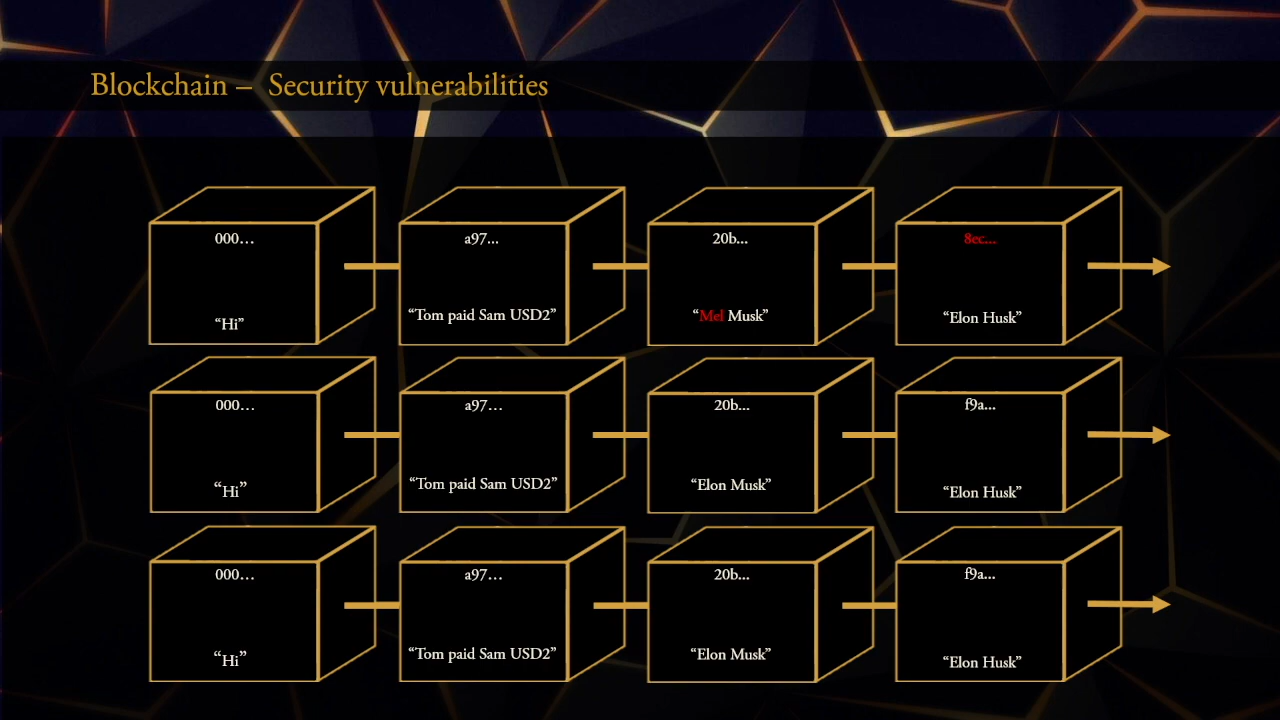 Blockchain – Security vulnerabilities
000...
a97...
20b...
8ec...
“Hi”
“Tom paid Sam USD2”
“Mel Musk”
“Elon Husk”
000...
a97...
20b...
f9a...
“Hi”
“Tom paid Sam USD2”
“Elon Musk”
“Elon Husk”
000...
a97...
20b...
f9a...
“Hi”
“Tom paid Sam USD2”
“Elon Musk”
“Elon Husk”